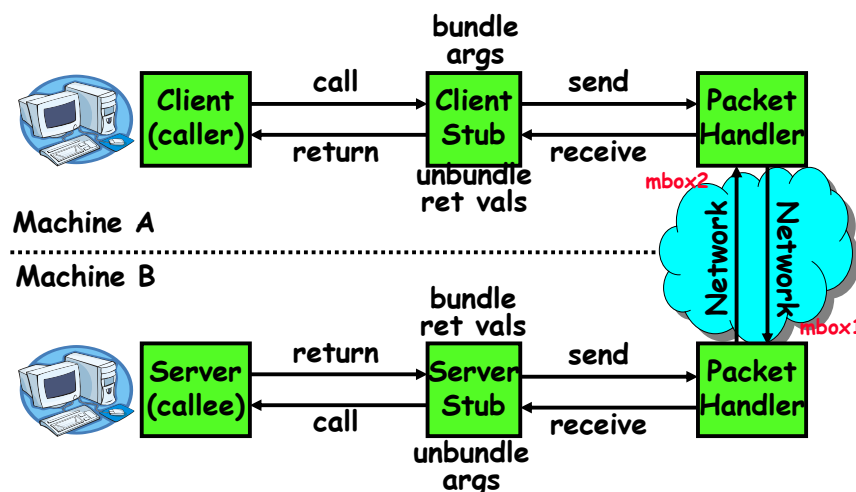 bundle
args
call
send
Client
(caller)
Client
Stub
Packet
Handler
return
receive
unbundle
ret vals
mbox2
Machine A
Network
Network
Machine B
mbox1
bundle
ret vals
return
send
Server
(callee)
Server
Stub
Packet
Handler
call
receive
unbundle
args